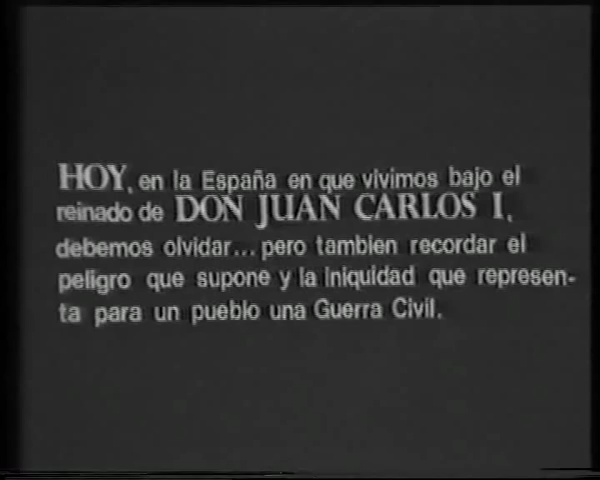 HOY, en la España en que vivimos bajo el
reinado de DON JUAN CARLOS I,
debemos olvidar... pero tambien recordar el
peligro que supone y la iniquidad que represen-
ta para un pueblo una Guerra Civil.